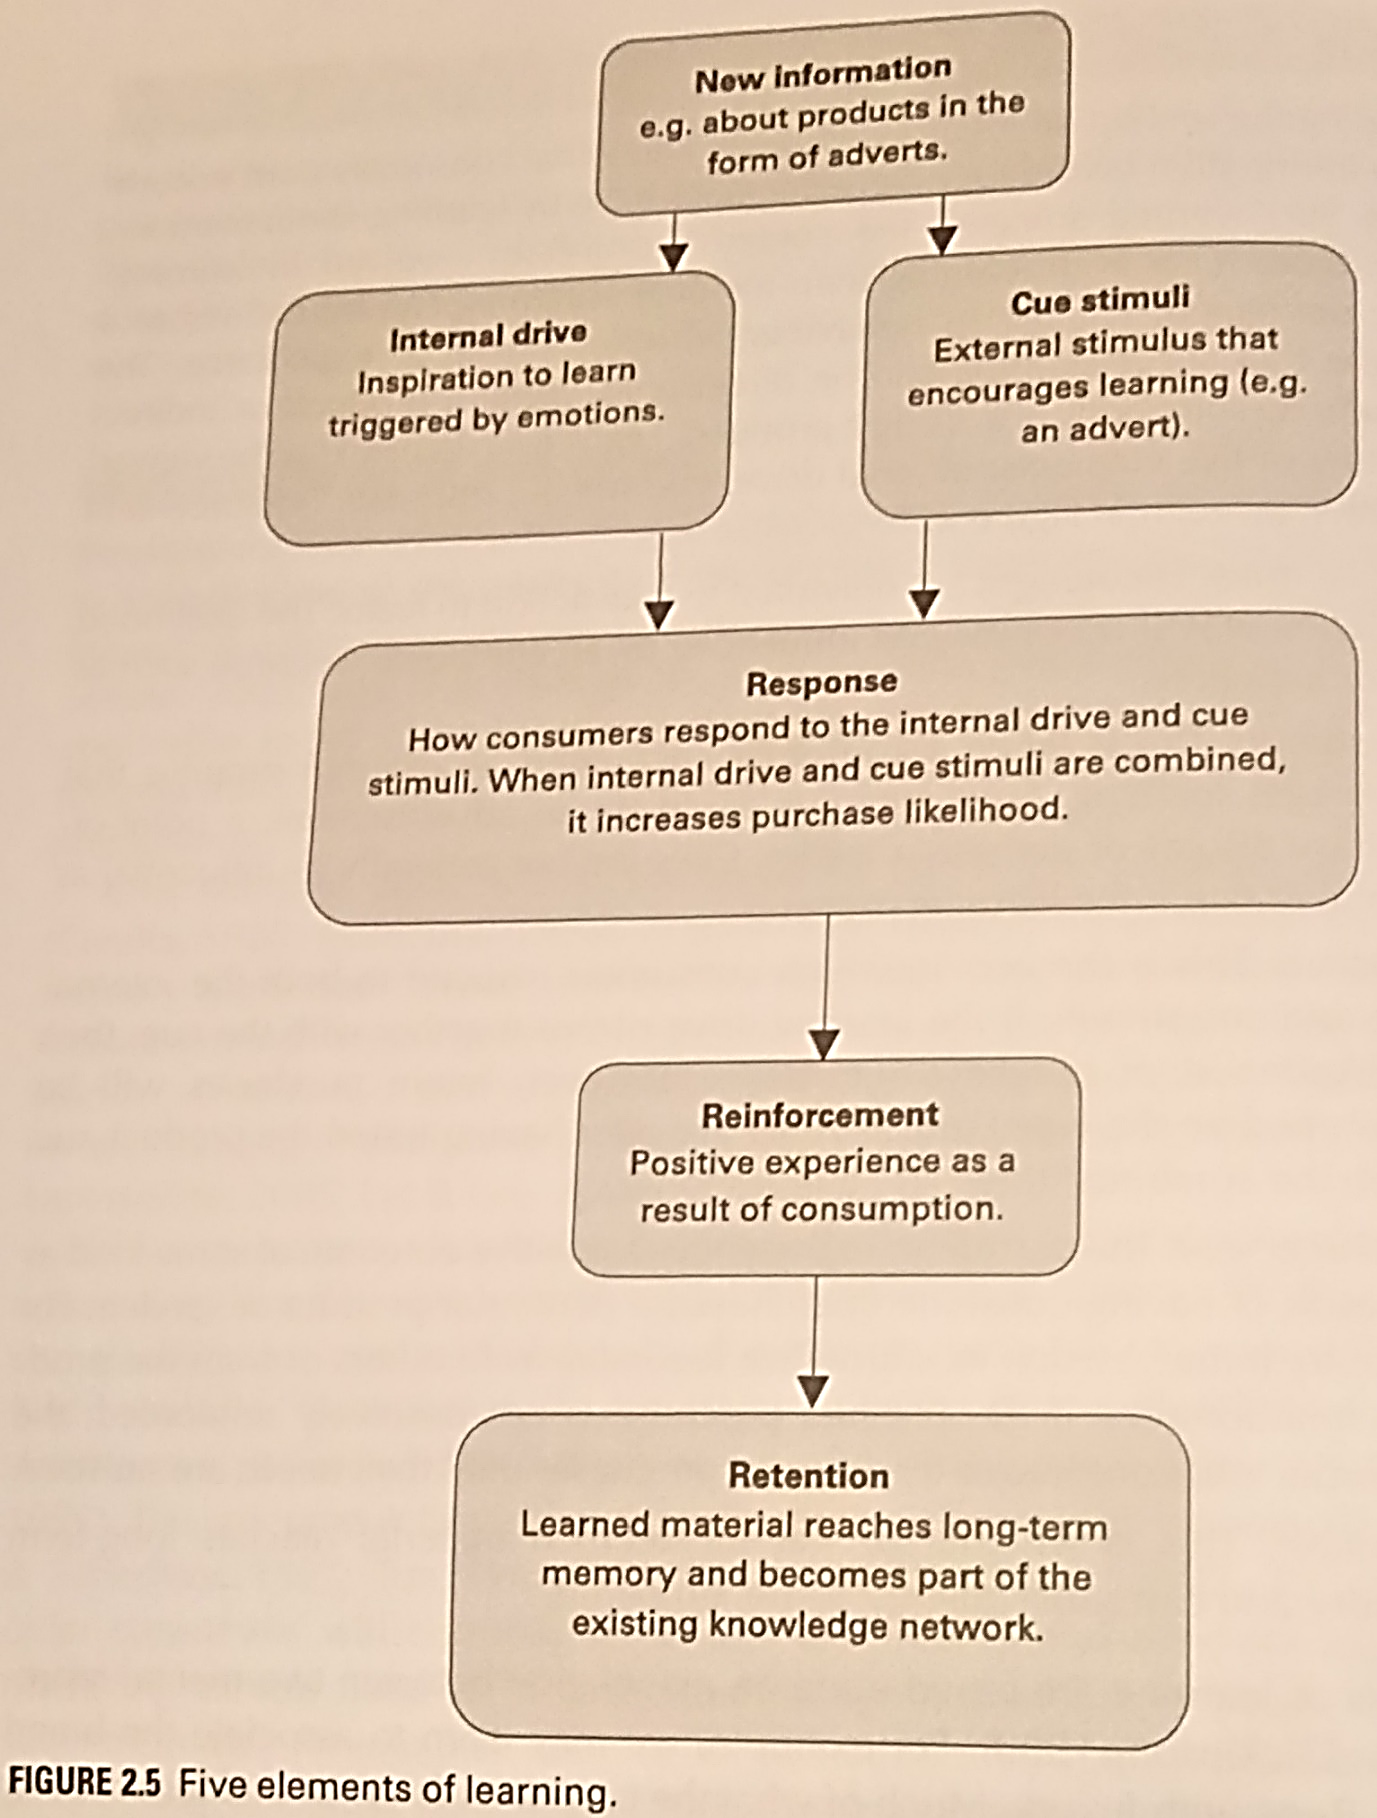 New information
e.g. about products in the
form of adverts.
Internal drive
Inspiration to learn
triggered by emotions.
Cue stimuli
External stimulus that
encourages learning (e.g.
an advert).
Response
How consumers respond to the internal drive and cue
stimuli. When internal drive and cue stimuli are combined,
it increases purchase likelihood.
Reinforcement
Positive experience as a
result of consumption.
Retention
Learned material reaches long-term
memory and becomes part of the
existing knowledge network.
FIGURE 2.5 Five elements of learning.